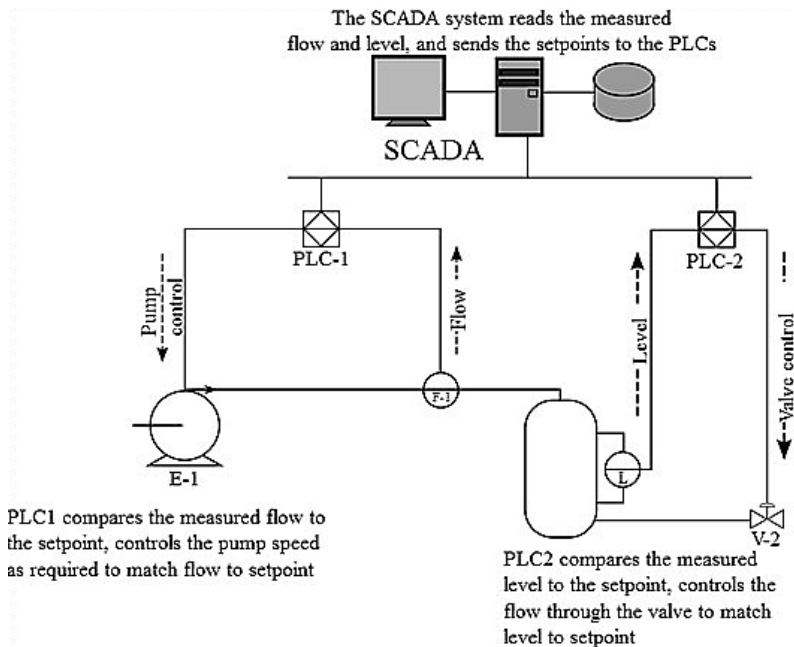 The SCADA system reads the measured
flow and level, and sends the setpoints to the PLCs
SCADA
PLC-1
PLC-2
Pump
control
Flow
Level
Valve control
F-1
E-1
L
V-2
PLC1 compares the measured flow to
the setpoint, controls the pump speed
as required to match flow to setpoint
PLC2 compares the measured
level to the setpoint, controls the
flow through the valve to match
level to setpoint